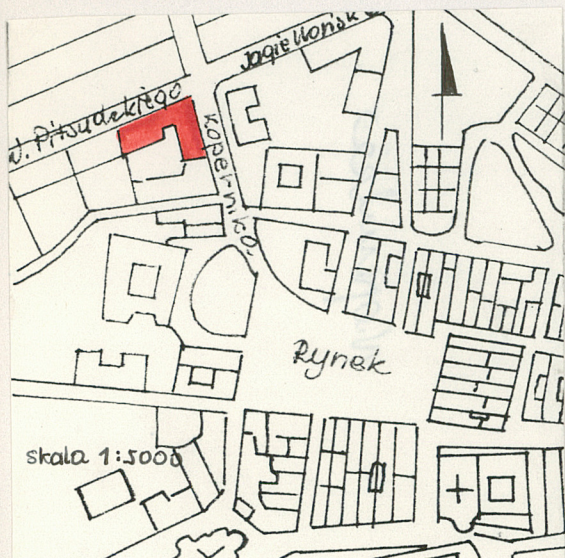 Jagiellońsk
J. Piłsudskiego
Kopernika
Rynek
skala 1:5000